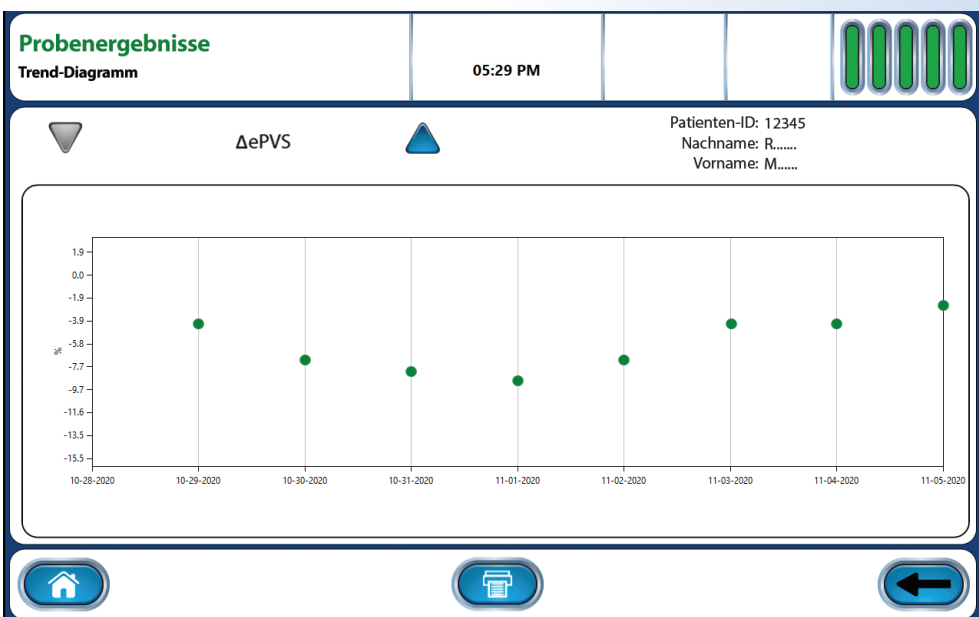 Probenergebnisse
Trend-Diagramm
05:29 PM
ΔePVS
Patienten-ID: 12345
Nachname: R.......
Vorname: M......
1.9
0.0
-1.9
-3.9
-5.8
-7.7
-9.7
-11.6
-13.5
-15.5
%
10-28-2020 10-29-2020 10-30-2020 10-31-2020 11-01-2020 11-02-2020 11-03-2020 11-04-2020 11-05-2020